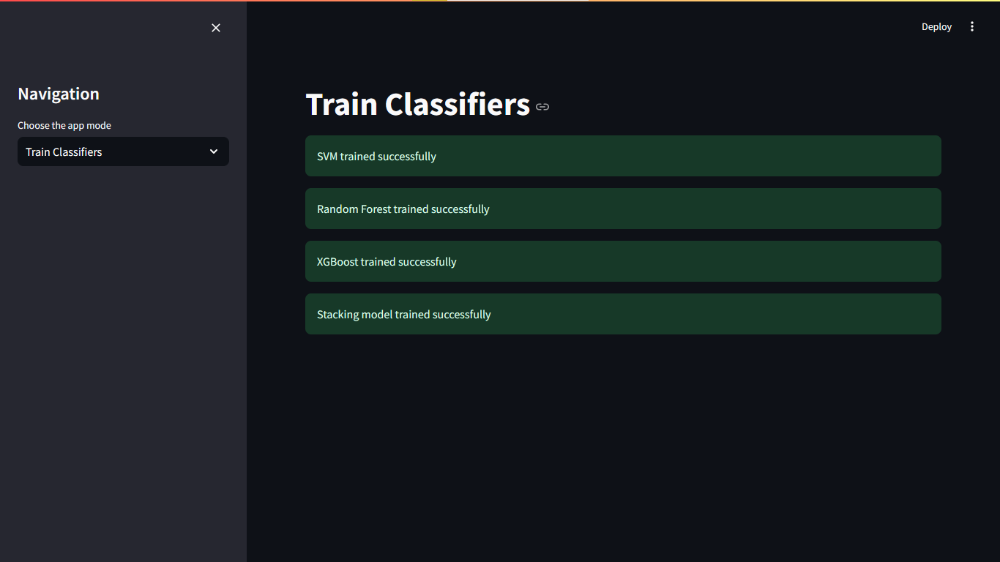 Deploy
Navigation
Choose the app mode
Train Classifiers
Train Classifiers
SVM trained successfully
Random Forest trained successfully
XGBoost trained successfully
Stacking model trained successfully